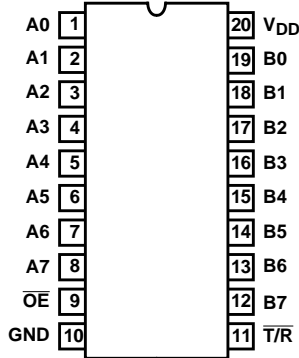 A0 1 20 VDD
A1 2 19 B0
A2 3 18 B1
A3 4 17 B2
A4 5 16 B3
A5 6 15 B4
A6 7 14 B5
A7 8 13 B6
O̅E̅ 9 12 B7
GND 10 11 T̅/̅R̅